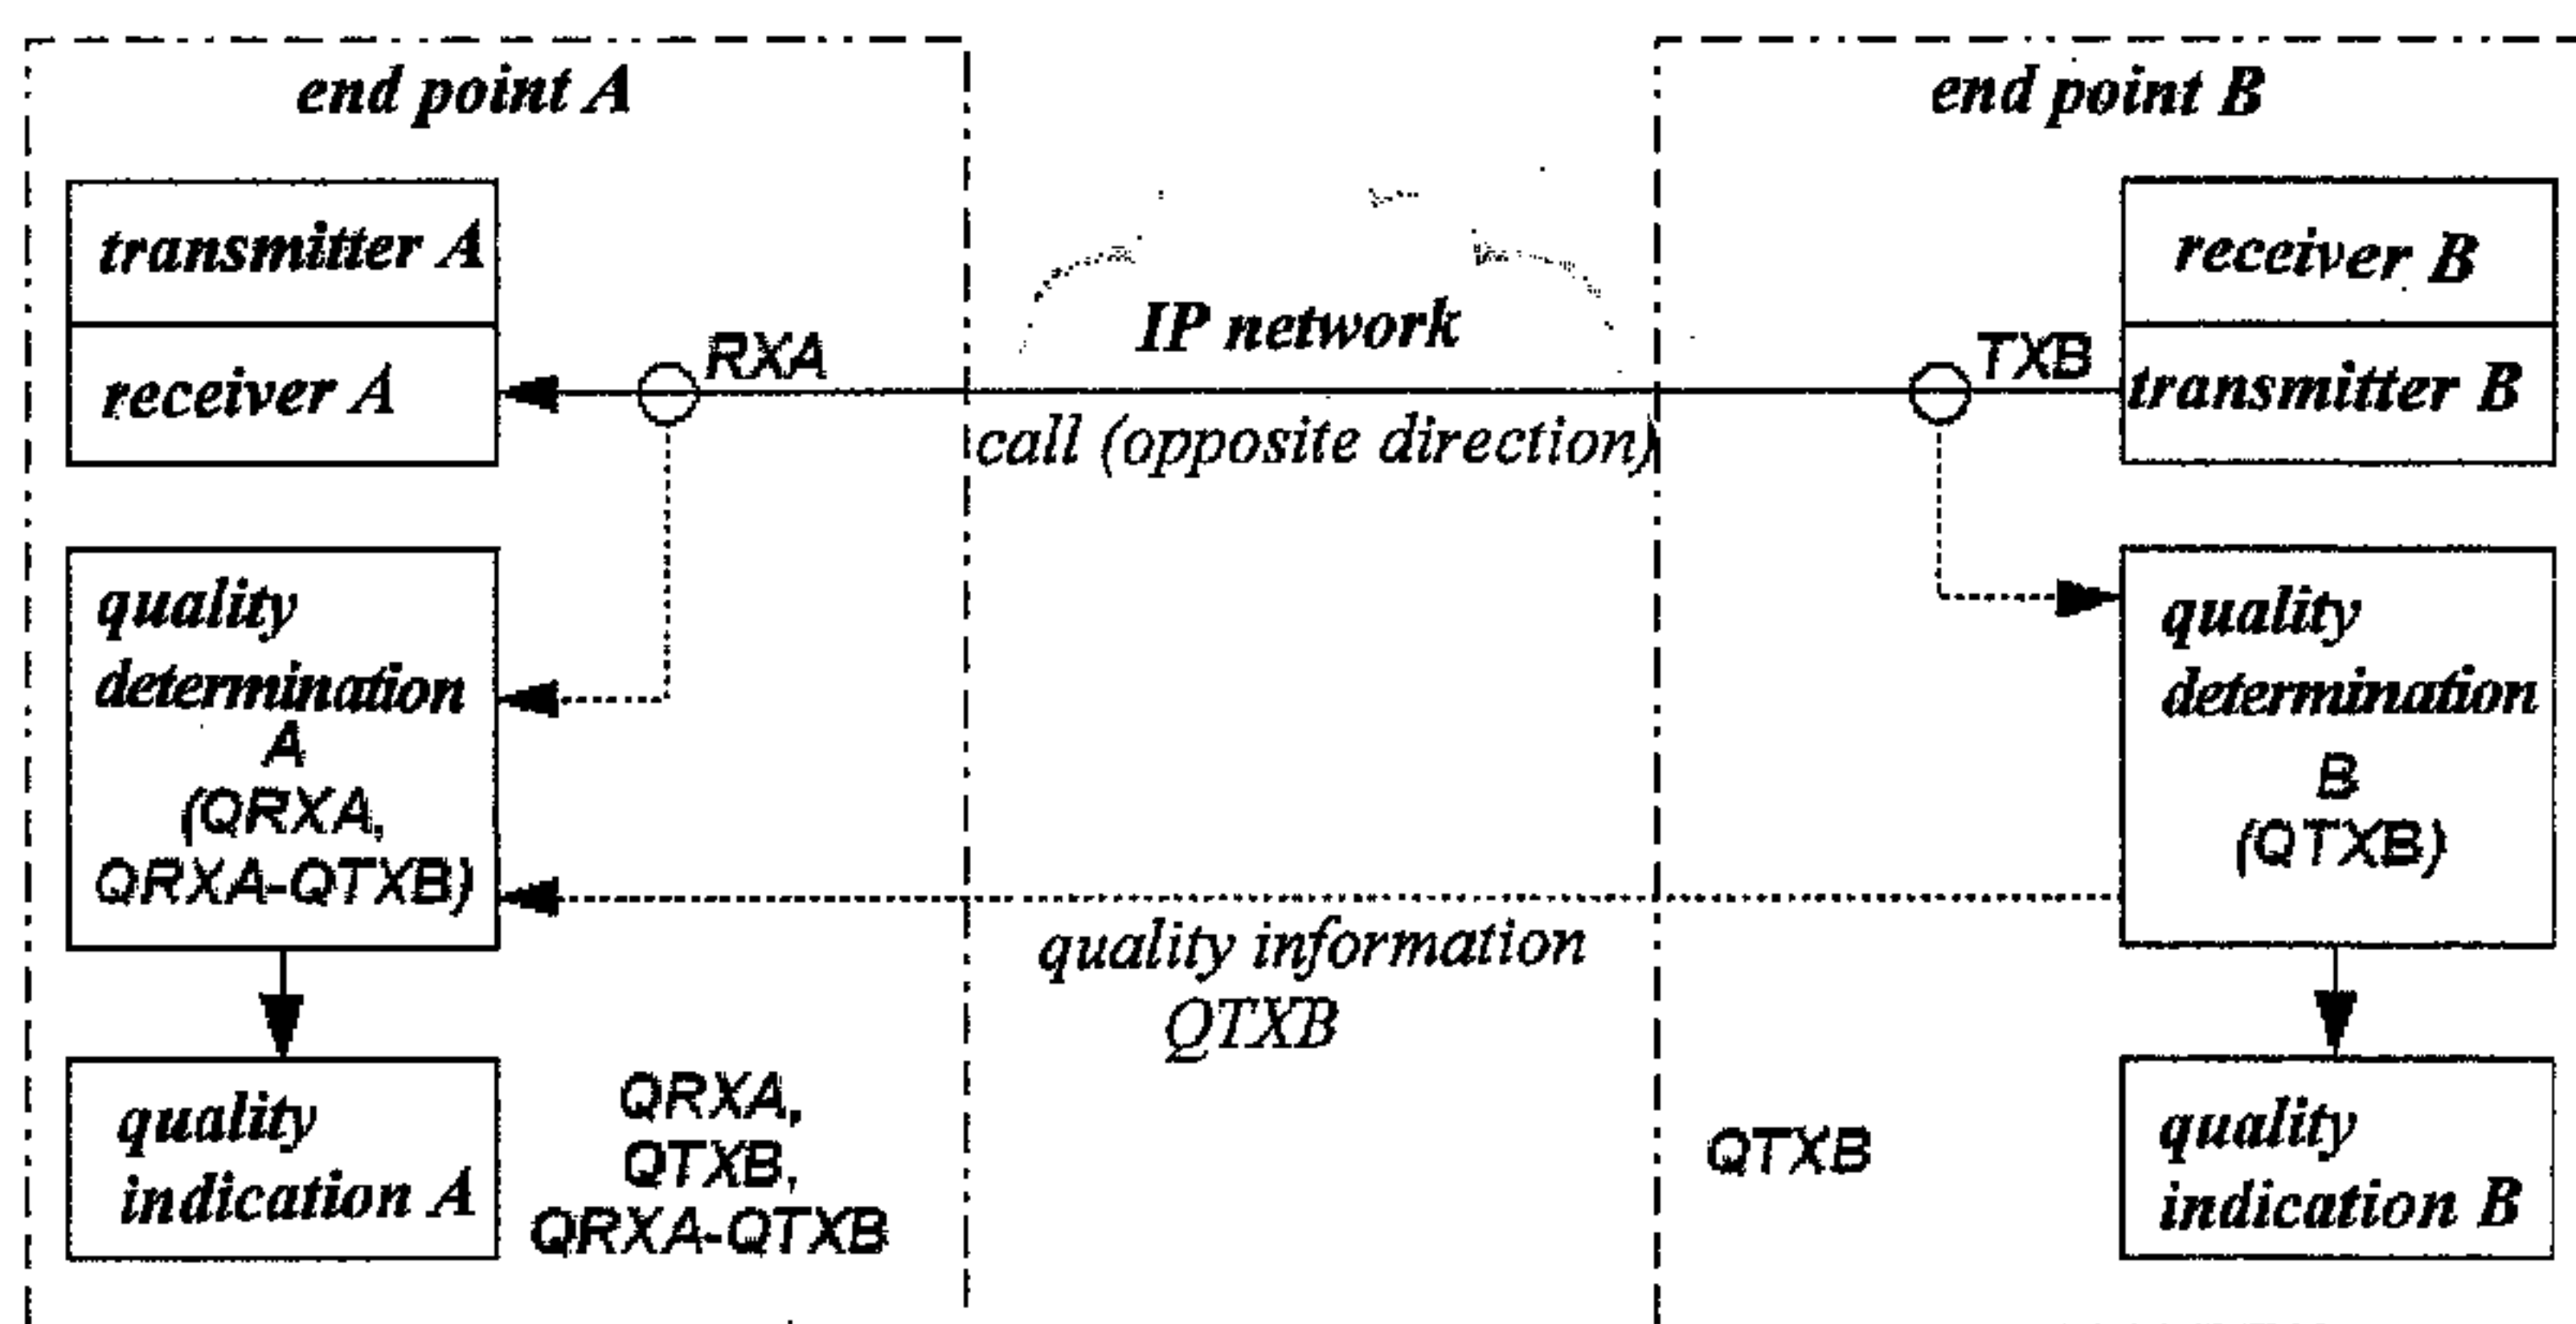 end point A
end point B
transmitter A
receiver B
IP network
RXA
TXB
receiver A
transmitter B
call (opposite direction)
quality
determination
A
(QRXA,
QRXA-QTXB)
quality
determination
B
(QTXB)
quality information
QTXB
quality
indication A
QRXA,
QTXB,
QRXA-QTXB
QTXB
quality
indication B